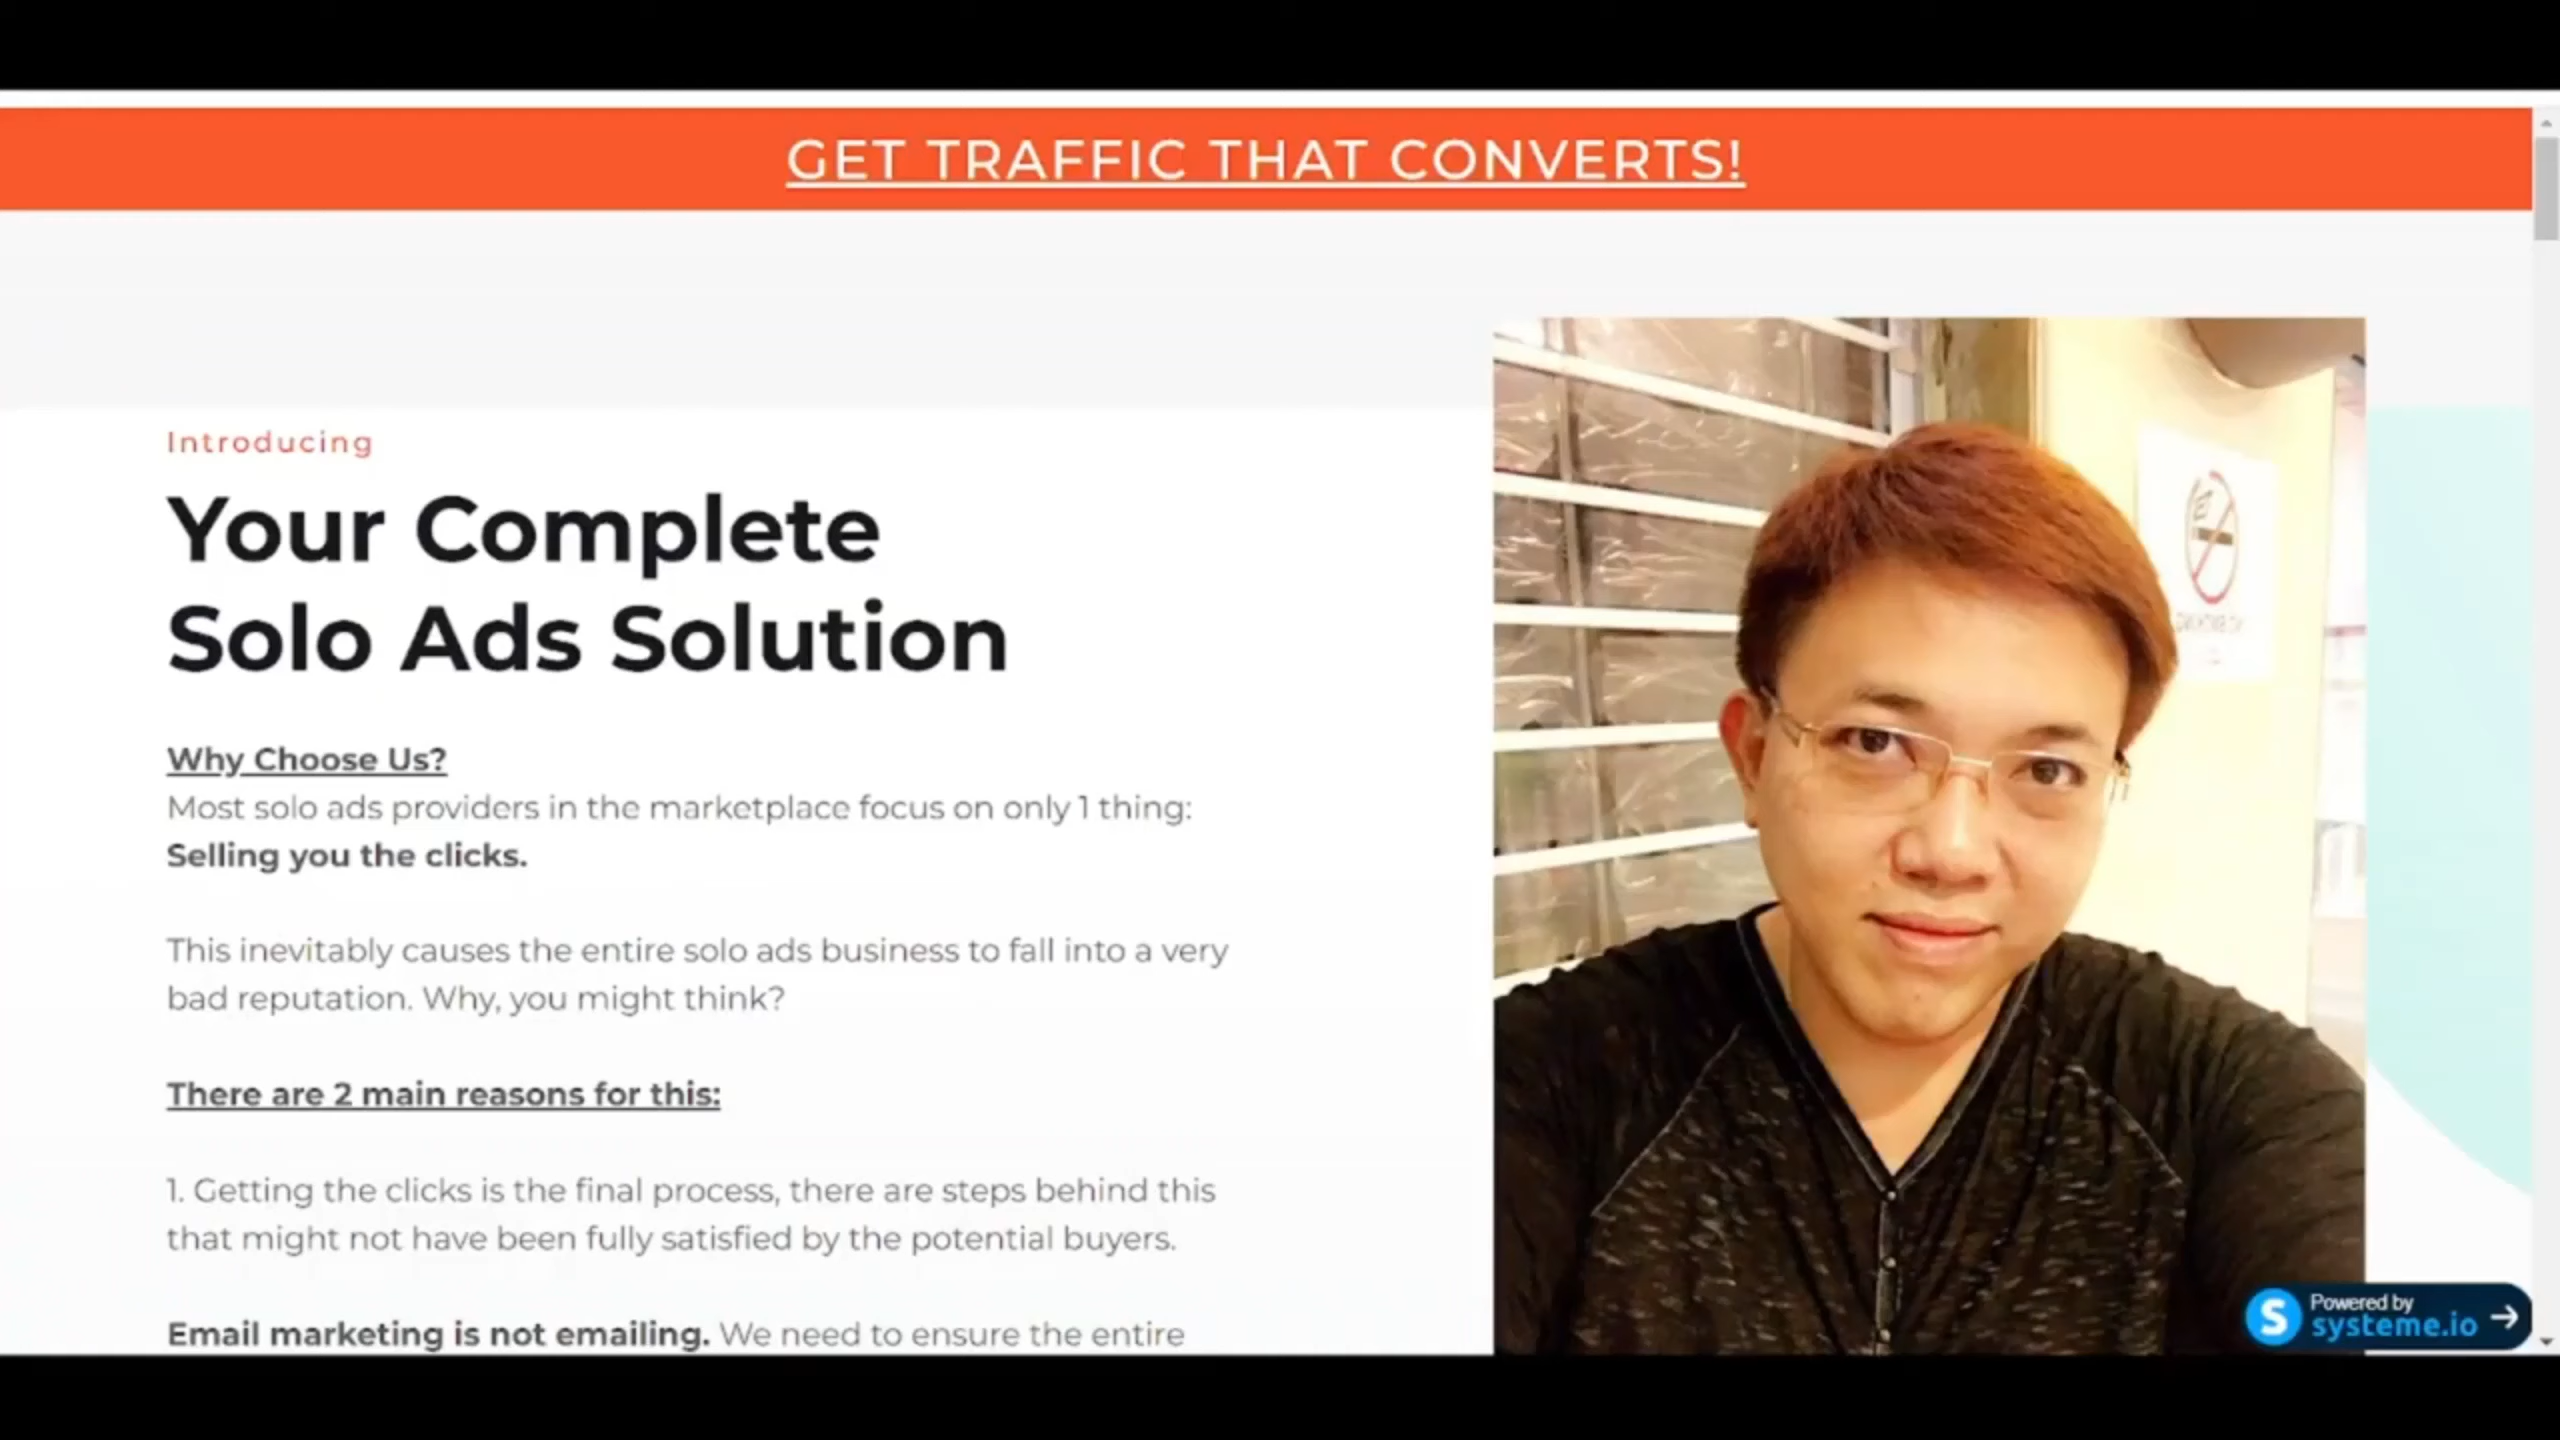 GET TRAFFIC THAT CONVERTS!
Introducing
Your Complete
Solo Ads Solution
Why Choose Us?
Most solo ads providers in the marketplace focus on only 1 thing:
Selling you the clicks.
This inevitably causes the entire solo ads business to fall into a very
bad reputation. Why, you might think?
There are 2 main reasons for this:
1. Getting the clicks is the final process, there are steps behind this
that might not have been fully satisfied by the potential buyers.
Email marketing is not emailing. We need to ensure the entire
Powered by
systeme.io